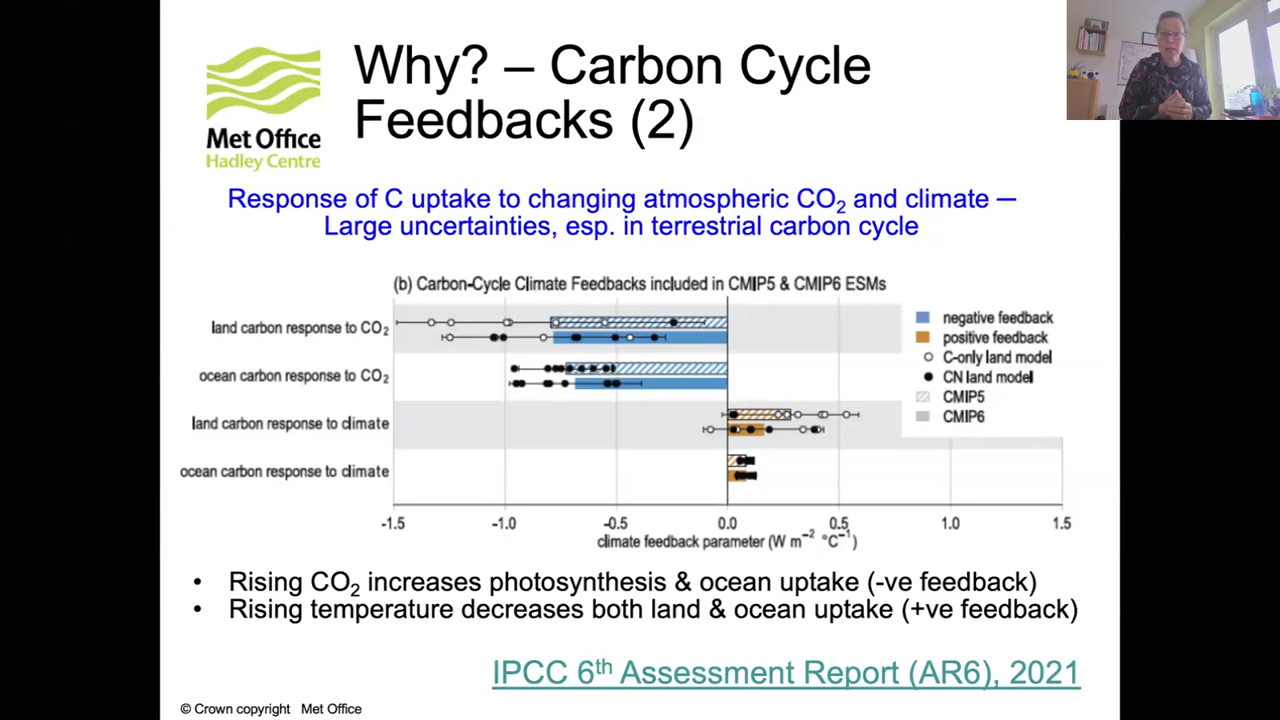 Why? – Carbon Cycle
Feedbacks (2)
Met Office
Hadley Centre
Response of C uptake to changing atmospheric CO₂ and climate –
Large uncertainties, esp. in terrestrial carbon cycle
(b) Carbon-Cycle Climate Feedbacks included in CMIP5 & CMIP6 ESMs
land carbon response to CO₂
ocean carbon response to CO₂
land carbon response to climate
ocean carbon response to climate
negative feedback
positive feedback
C-only land model
CN land model
CMIP5
CMIP6
-1.5 -1.0 -0.5 0.0 0.5 1.0 1.5
climate feedback parameter (W m⁻² °C⁻¹)
• Rising CO₂ increases photosynthesis & ocean uptake (-ve feedback)
• Rising temperature decreases both land & ocean uptake (+ve feedback)
IPCC 6th Assessment Report (AR6), 2021
© Crown copyright Met Office